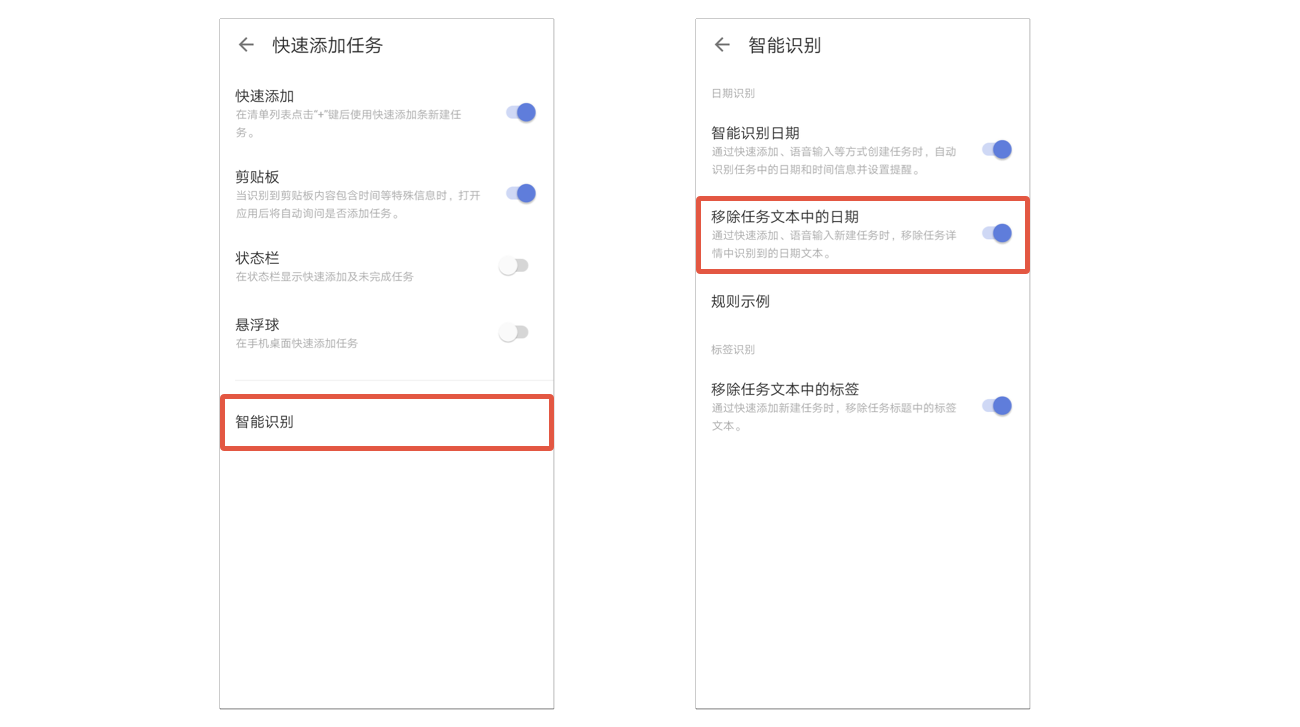 快速添加任务
快速添加
在清单列表点击“+”键后使用快速添加条新建任
务。
剪贴板
当识别到剪贴板内容包含时间等特殊信息时，打开
应用后将自动询问是否添加任务。
状态栏
在状态栏显示快速添加及未完成任务
悬浮球
在手机桌面快速添加任务
智能识别
智能识别
日期识别
智能识别日期
通过快速添加、语音输入等方式创建任务时，自动
识别任务中的日期和时间信息并设置提醒。
移除任务文本中的日期
通过快速添加、语音输入新建任务时，移除任务详
情中识别到的日期文本。
规则示例
标签识别
移除任务文本中的标签
通过快速添加新建任务时，移除任务标题中的标签
文本。